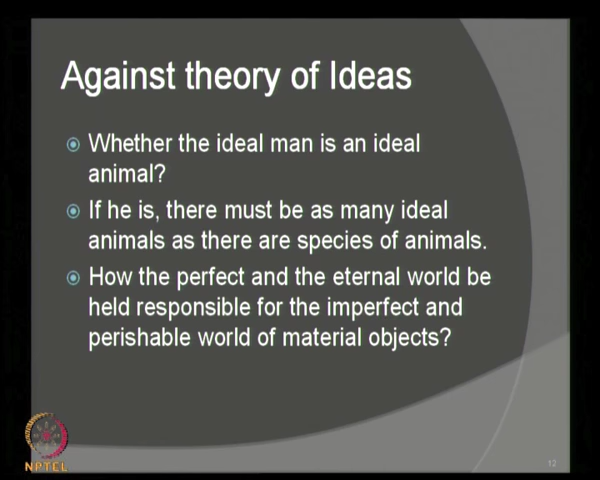 Against theory of Ideas
Whether the ideal man is an ideal
animal?
If he is, there must be as many ideal
animals as there are species of animals.
How the perfect and the eternal world be
held responsible for the imperfect and
perishable world of material objects?
NPTEL
12